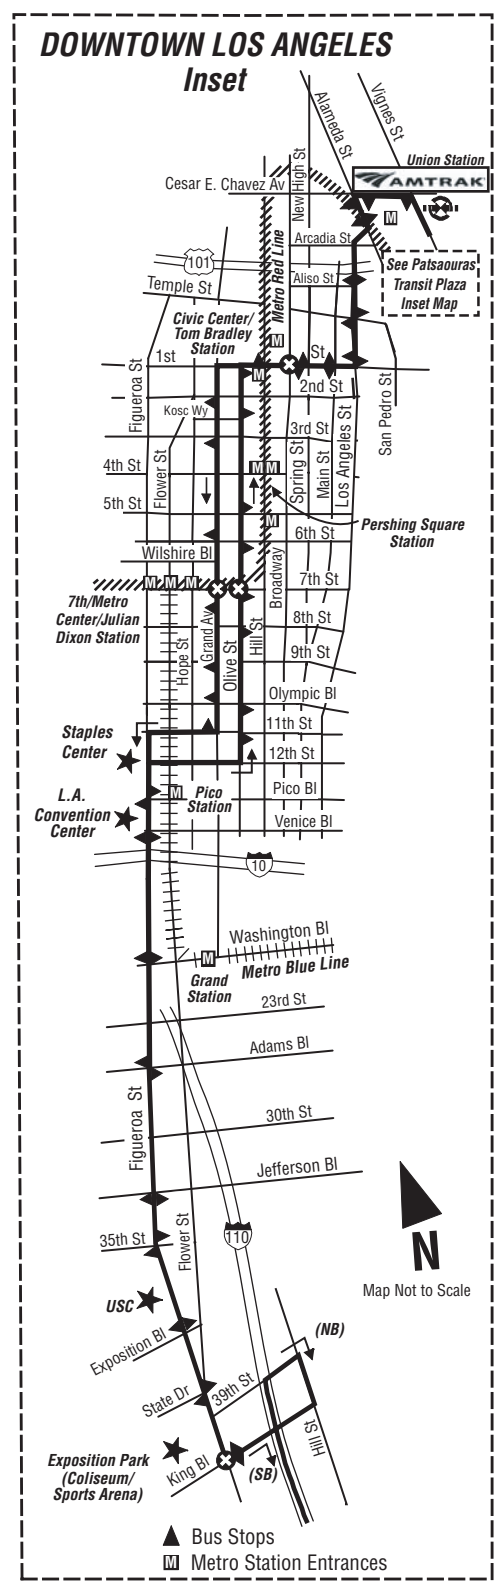 DOWNTOWN LOS ANGELES
Inset
Alameda St
Vignes St
Union Station
AMTRAK
Cesar E. Chavez Av
New High St
M
Arcadia St
See Patsaouras
Transit Plaza
Inset Map
101
Metro Red Line
Aliso St
Temple St
Civic Center/
Tom Bradley
Station
M
1st
St
M
Figueroa St
2nd St
San Pedro St
Kosc Wy
3rd St
Flower St
Spring St
Main St
Los Angeles St
4th St
M M
5th St
M
Pershing Square
Station
6th St
Wilshire Bl
Broadway
7th St
M M M
7th/Metro
Center/Julian
Dixon Station
8th St
Hope St
Grand Av
Olive St
Hill St
9th St
Olympic Bl
11th St
Staples
Center
12th St
L.A.
Convention
Center
M
Pico
Station
Pico Bl
Venice Bl
10
Washington Bl
M
Grand
Station
Metro Blue Line
23rd St
Adams Bl
Figueroa St
30th St
Jefferson Bl
35th St
Flower St
110
N
Map Not to Scale
USC
Exposition Bl
(NB)
State Dr
39th St
Hill St
Exposition Park
(Coliseum/
Sports Arena)
King Bl
(SB)
Bus Stops
M Metro Station Entrances